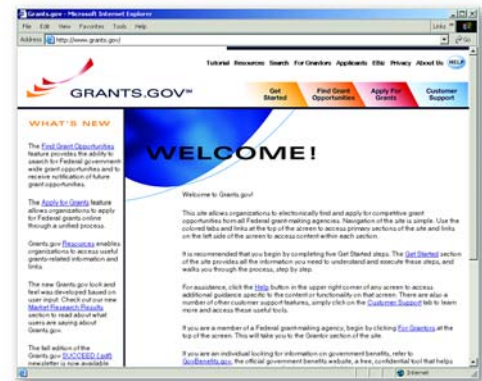 Grants.gov - Microsoft Internet Explorer
File Edit View Favorites Tools Help
Links
Address http://www.grants.gov/
Go
Tutorial Resources Search For Grantors Applicants EBiz Privacy About Us HELP
GRANTS.GOV℠
Get Started
Find Grant Opportunities
Apply For Grants
Customer Support
WHAT'S NEW
The Find Grant Opportunities
feature provides the ability to
search for Federal government-
wide grant opportunities and to
receive notification of future
grant opportunities.
The Apply for Grants feature
allows organizations to apply
for Federal grants online
through a unified process.
Grants.gov Resources enables
organizations to access useful
grants-related information and
links.
The new Grants.gov look and
feel was developed based on
user input. Check out our new
Market Research Results
section to read about what
users are saying about
Grants.gov.
The fall edition of the
Grants.gov SUCCEED (.pdf)
newsletter is now available
WELCOME!
Welcome to Grants.gov!
This site allows organizations to electronically find and apply for competitive grant
opportunities from all Federal grant-making agencies. Navigation of the site is simple. Use the
colored tabs and links at the top of the screen to access primary sections of the site and links
on the left side of the screen to access content within each section.
It is recommended that you begin by completing five Get Started steps. The Get Started section
of the site provides all the information you need to understand and execute these steps, and
walks you through the process, step by step.
For assistance, click the Help button in the upper right corner of any screen to access
additional guidance specific to the content or functionality on that screen. There are also a
number of other customer support features, simply click on the Customer Support tab to learn
more and access these useful tools.
If you are a member of a Federal grant-making agency, begin by clicking For Grantors at the
top of the screen. This will take you to the Grantor section of the site.
If you are an individual looking for information on government benefits, refer to
GovBenefits.gov, the official government benefits website, a free, confidential tool that helps
Internet